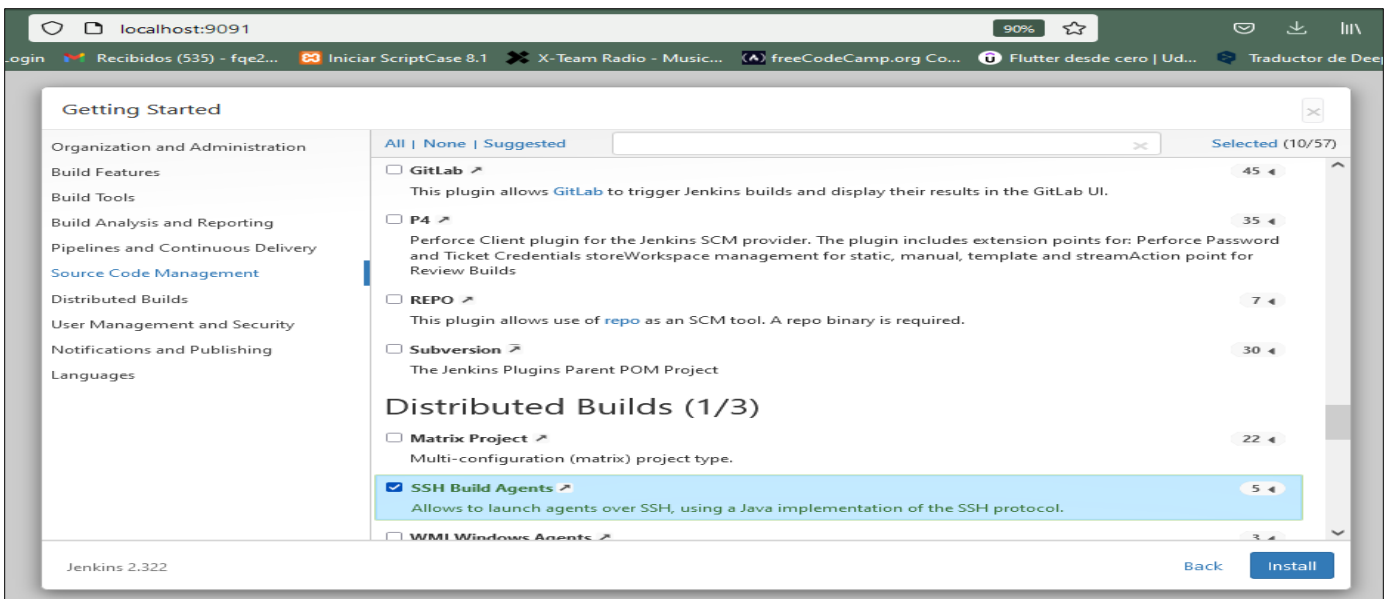 localhost:9091
90%
.ogin Recibidos (535) - fqe2... Iniciar ScriptCase 8.1 X-Team Radio - Music... freeCodeCamp.org Co... Flutter desde cero | Ud... Traductor de Dee
Getting Started
Organization and Administration
Build Features
Build Tools
Build Analysis and Reporting
Pipelines and Continuous Delivery
Source Code Management
Distributed Builds
User Management and Security
Notifications and Publishing
Languages
All | None | Suggested
Selected (10/57)
GitLab
45
This plugin allows GitLab to trigger Jenkins builds and display their results in the GitLab UI.
P4
35
Perforce Client plugin for the Jenkins SCM provider. The plugin includes extension points for: Perforce Password
and Ticket Credentials storeWorkspace management for static, manual, template and streamAction point for
Review Builds
REPO
7
This plugin allows use of repo as an SCM tool. A repo binary is required.
Subversion
30
The Jenkins Plugins Parent POM Project
Distributed Builds (1/3)
Matrix Project
22
Multi-configuration (matrix) project type.
SSH Build Agents
5
Allows to launch agents over SSH, using a Java implementation of the SSH protocol.
WMI Windows Agents
3
Jenkins 2.322
Back
Install